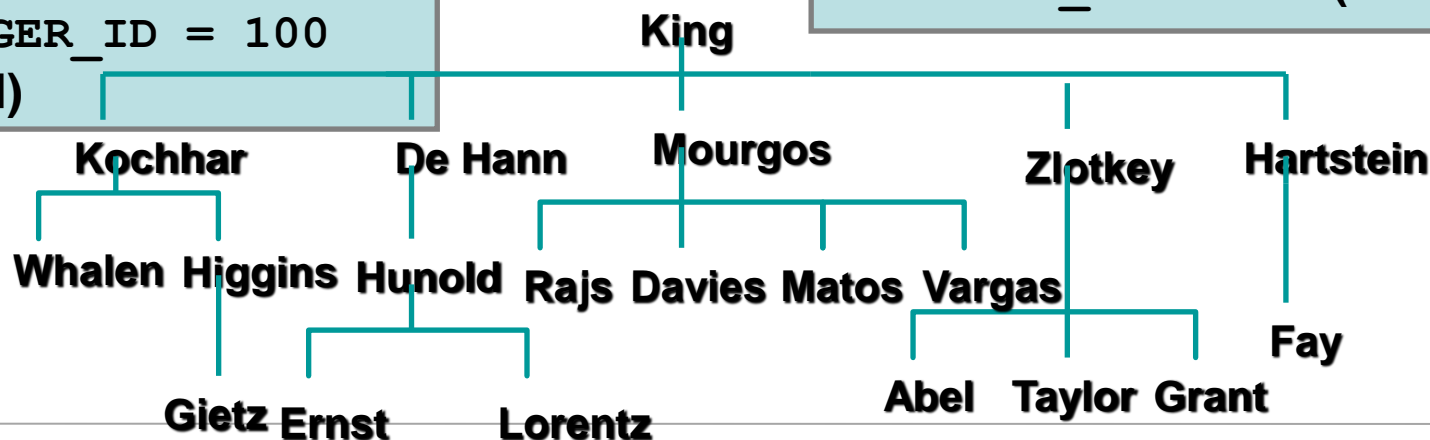 GER_ID = 100
King
)
Kochhar De Hann Mourgos Zlotkey Hartstein
Whalen Higgins Hunold Rajs Davies Matos Vargas
Fay
Abel Taylor Grant
Gietz Ernst Lorentz